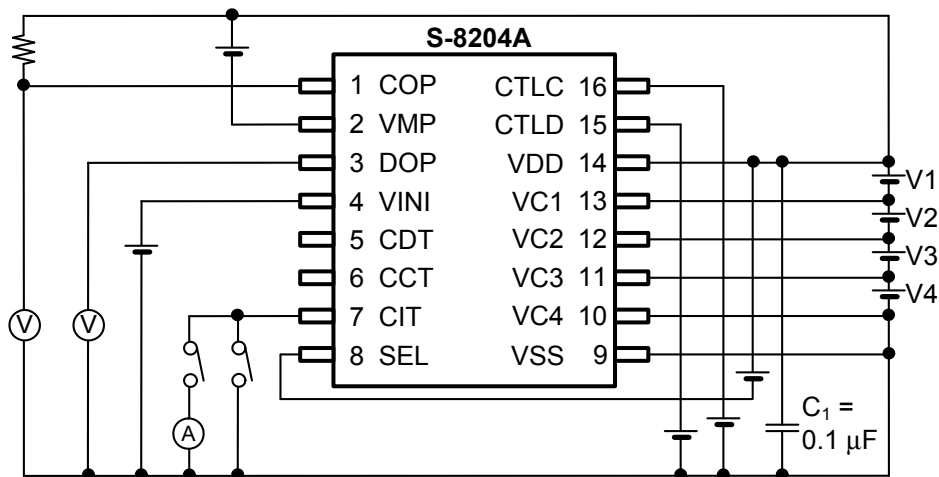 S-8204A
1 COP CTLC 16
2 VMP CTLD 15
3 DOP VDD 14
4 VINI VC1 13
5 CDT VC2 12
6 CCT VC3 11
7 CIT VC4 10
8 SEL VSS 9
V1
V2
V3
V4
V
V
A
C₁ =
0.1 μF